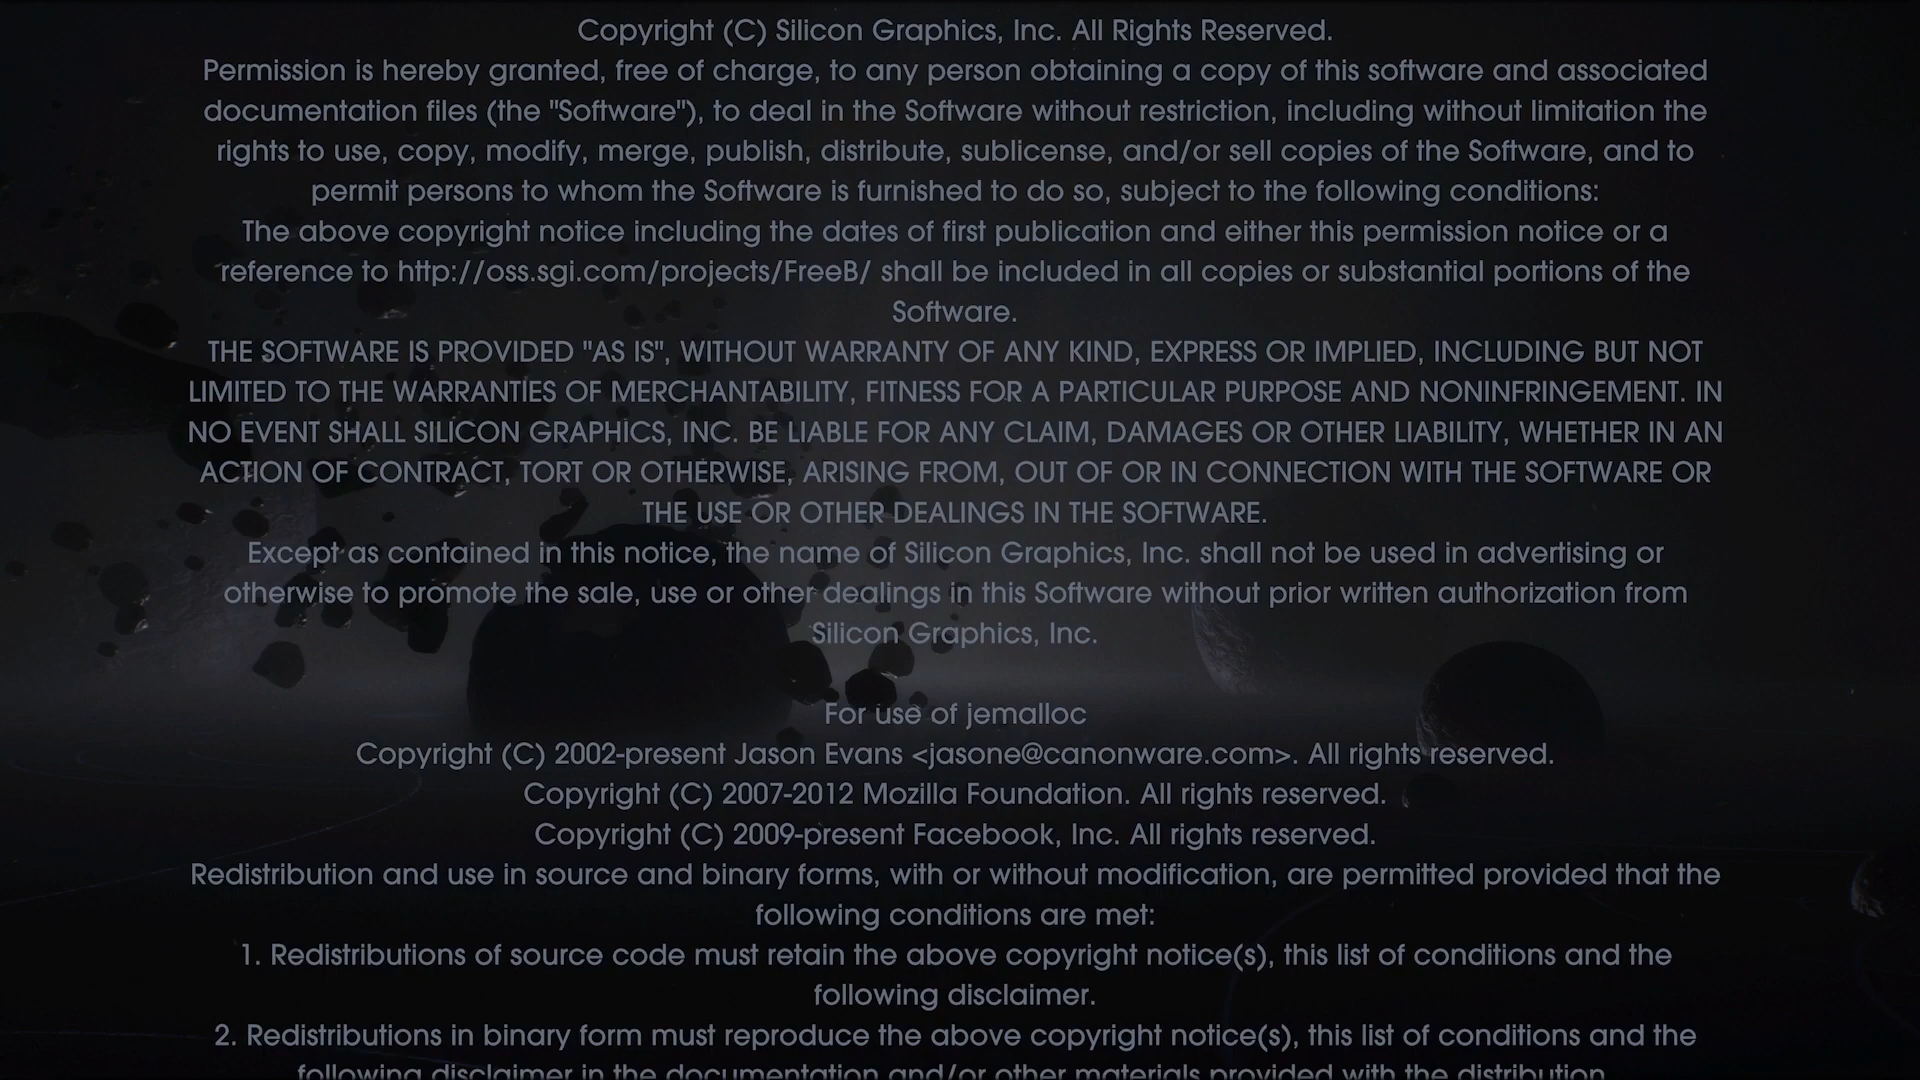 Copyright (C) Silicon Graphics, Inc. All Rights Reserved.
Permission is hereby granted, free of charge, to any person obtaining a copy of this software and associated
documentation files (the "Software"), to deal in the Software without restriction, including without limitation the
rights to use, copy, modify, merge, publish, distribute, sublicense, and/or sell copies of the Software, and to
permit persons to whom the Software is furnished to do so, subject to the following conditions:
The above copyright notice including the dates of first publication and either this permission notice or a
reference to http://oss.sgi.com/projects/FreeB/ shall be included in all copies or substantial portions of the
Software.
THE SOFTWARE IS PROVIDED "AS IS", WITHOUT WARRANTY OF ANY KIND, EXPRESS OR IMPLIED, INCLUDING BUT NOT
LIMITED TO THE WARRANTIES OF MERCHANTABILITY, FITNESS FOR A PARTICULAR PURPOSE AND NONINFRINGEMENT. IN
NO EVENT SHALL SILICON GRAPHICS, INC. BE LIABLE FOR ANY CLAIM, DAMAGES OR OTHER LIABILITY, WHETHER IN AN
ACTION OF CONTRACT, TORT OR OTHERWISE, ARISING FROM, OUT OF OR IN CONNECTION WITH THE SOFTWARE OR
THE USE OR OTHER DEALINGS IN THE SOFTWARE.
Except as contained in this notice, the name of Silicon Graphics, Inc. shall not be used in advertising or
otherwise to promote the sale, use or other dealings in this Software without prior written authorization from
Silicon Graphics, Inc.
For use of jemalloc
Copyright (C) 2002-present Jason Evans <jasone@canonware.com>. All rights reserved.
Copyright (C) 2007-2012 Mozilla Foundation. All rights reserved.
Copyright (C) 2009-present Facebook, Inc. All rights reserved.
Redistribution and use in source and binary forms, with or without modification, are permitted provided that the
following conditions are met:
1. Redistributions of source code must retain the above copyright notice(s), this list of conditions and the
following disclaimer.
2. Redistributions in binary form must reproduce the above copyright notice(s), this list of conditions and the
following disclaimer in the documentation and/or other materials provided with the distribution.